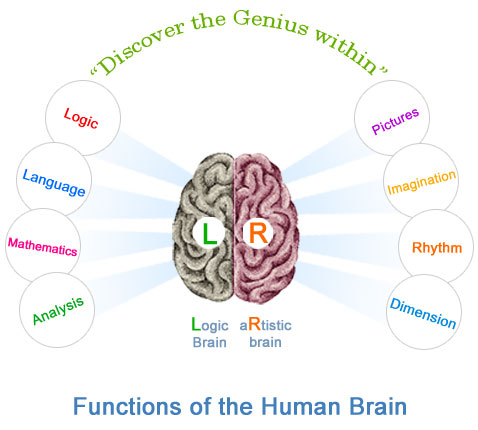 “Discover the Genius within”
Logic
Language
Mathematics
Analysis
Pictures
Imagination
Rhythm
Dimension
L R
Logic Brain
aRtistic brain
Functions of the Human Brain